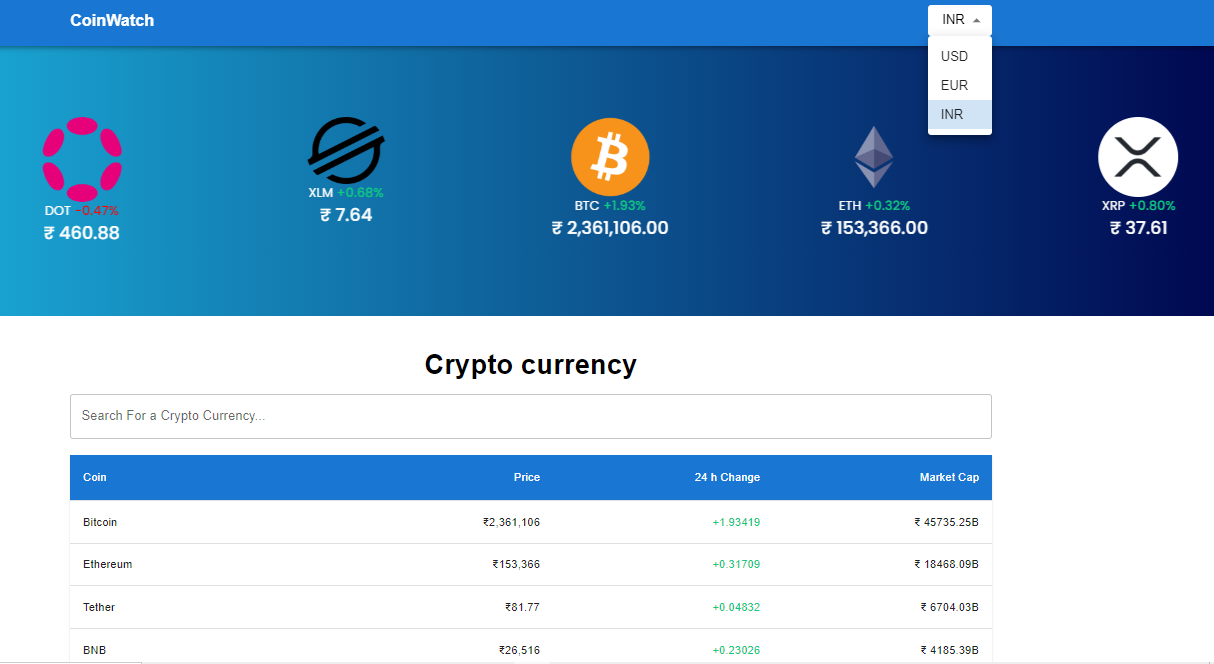 CoinWatch
INR
USD
EUR
INR
DOT -0.47%
₹ 460.88
XLM +0.68%
₹ 7.64
BTC +1.93%
₹ 2,361,106.00
ETH +0.32%
₹ 153,366.00
XRP +0.80%
₹ 37.61
Crypto currency
Search For a Crypto Currency...
Coin Price 24 h Change Market Cap
Bitcoin ₹2,361,106 +1.93419 ₹ 45735.25B
Ethereum ₹153,366 +0.31709 ₹ 18468.09B
Tether ₹81.77 +0.04832 ₹ 6704.03B
BNB ₹26,516 +0.23026 ₹ 4185.39B